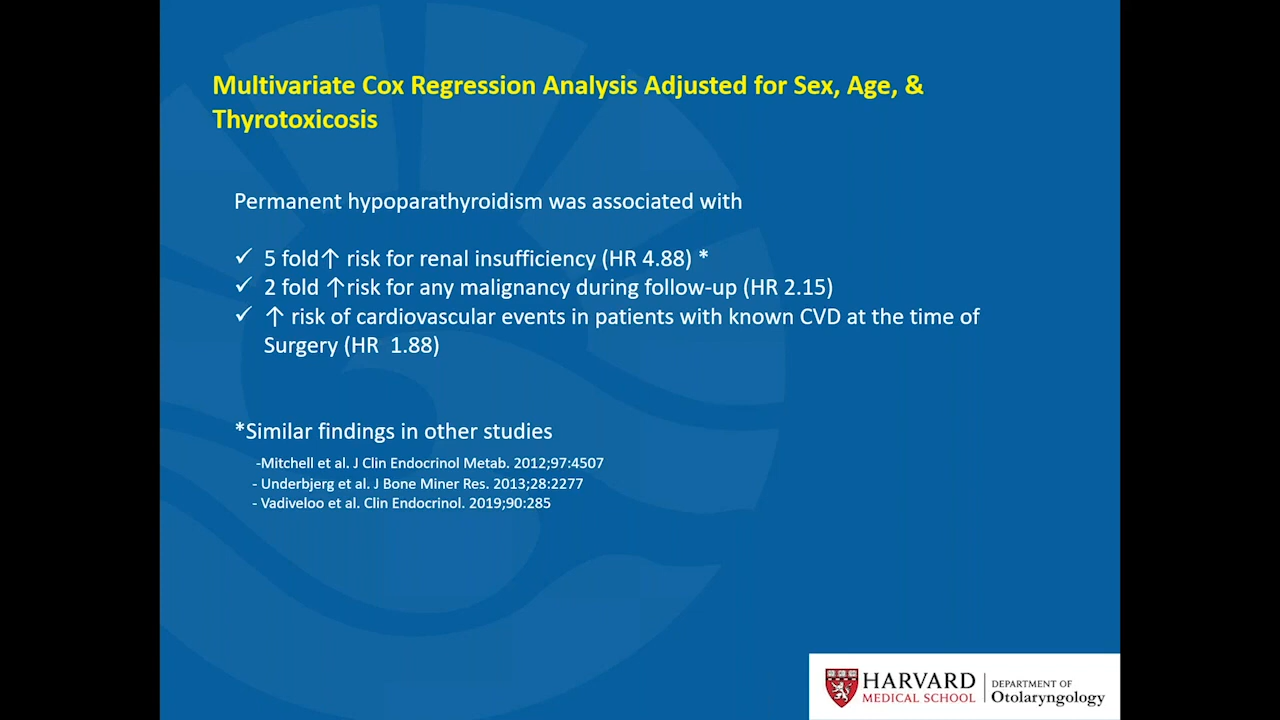 Multivariate Cox Regression Analysis Adjusted for Sex, Age, &
Thyrotoxicosis
Permanent hypoparathyroidism was associated with
✓ 5 fold↑ risk for renal insufficiency (HR 4.88) *
✓ 2 fold ↑risk for any malignancy during follow-up (HR 2.15)
✓ ↑ risk of cardiovascular events in patients with known CVD at the time of
Surgery (HR 1.88)
*Similar findings in other studies
-Mitchell et al. J Clin Endocrinol Metab. 2012;97:4507
- Underbjerg et al. J Bone Miner Res. 2013;28:2277
- Vadiveloo et al. Clin Endocrinol. 2019;90:285
HARVARD
MEDICAL SCHOOL
DEPARTMENT OF
Otolaryngology